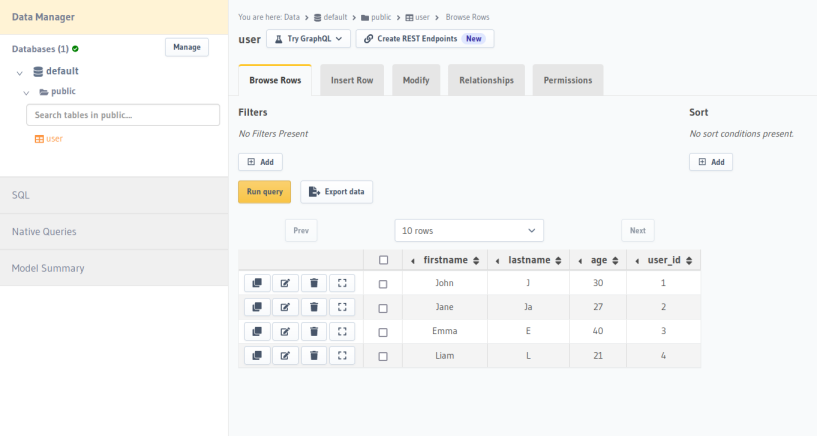 Data Manager
Databases (1)
Manage
default
public
Search tables in public...
user
SQL
Native Queries
Model Summary
You are here: Data > default > public > user > Browse Rows
user
Try GraphQL
Create REST Endpoints New
Browse Rows Insert Row Modify Relationships Permissions
Filters
No Filters Present
Add
Sort
No sort conditions present.
Add
Run query
Export data
Prev
10 rows
Next
firstname lastname age user_id
John J 30 1
Jane Ja 27 2
Emma E 40 3
Liam L 21 4